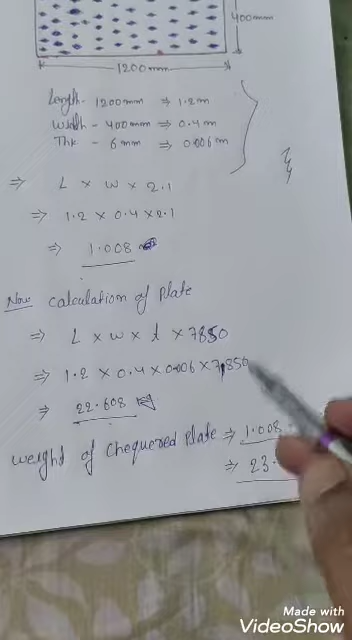 400mm
1200mm
Length- 1200mm ⇒ 1.2m
Width - 400mm ⇒ 0.4m
Thk - 6mm ⇒ 0.006m
⇒ L × W × 2.1
⇒ 1.2 × 0.4 × 2.1
⇒ 1.008
Now calculation of plate
⇒ L × w × t × 7850
⇒ 1.2 × 0.4 × 0.006 × 7,850
⇒ 22.608
weight of chequered plate ⇒ 1.008
⇒ 23.
Made with
VideoShow